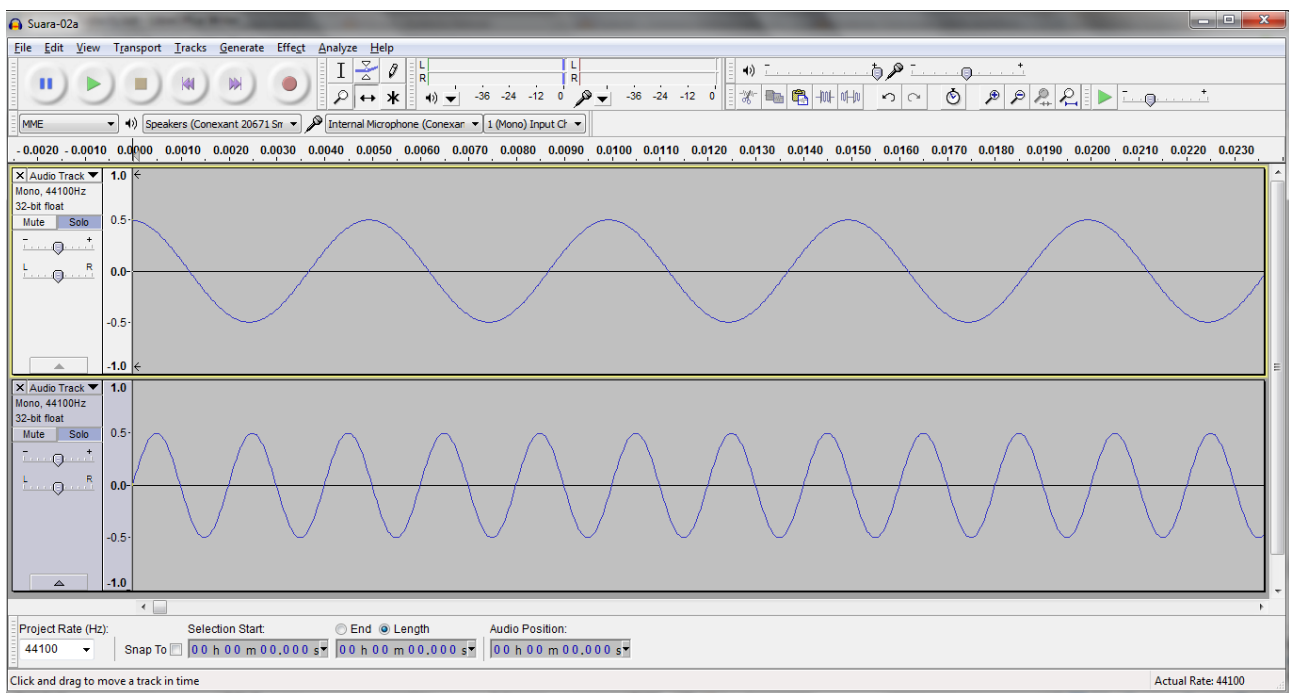 Suara-02a
File Edit View Transport Tracks Generate Effect Analyze Help
L
R
-36 -24 -12 0
L
R
-36 -24 -12 0
MME
Speakers (Conexant 20671 Sm
Internal Microphone (Conexan
1 (Mono) Input Ch
- 0.0020 - 0.0010 0.0000 0.0010 0.0020 0.0030 0.0040 0.0050 0.0060 0.0070 0.0080 0.0090 0.0100 0.0110 0.0120 0.0130 0.0140 0.0150 0.0160 0.0170 0.0180 0.0190 0.0200 0.0210 0.0220 0.0230
X Audio Track
Mono, 44100Hz
32-bit float
Mute Solo
- +
L R
1.0
0.5-
0.0-
-0.5-
-1.0
X Audio Track
Mono, 44100Hz
32-bit float
Mute Solo
- +
L R
1.0
0.5-
0.0-
-0.5-
-1.0
Project Rate (Hz):
44100
Snap To
Selection Start:
00 h 00 m 00.000 s
End Length
00 h 00 m 00.000 s
Audio Position:
00 h 00 m 00.000 s
Click and drag to move a track in time
Actual Rate: 44100